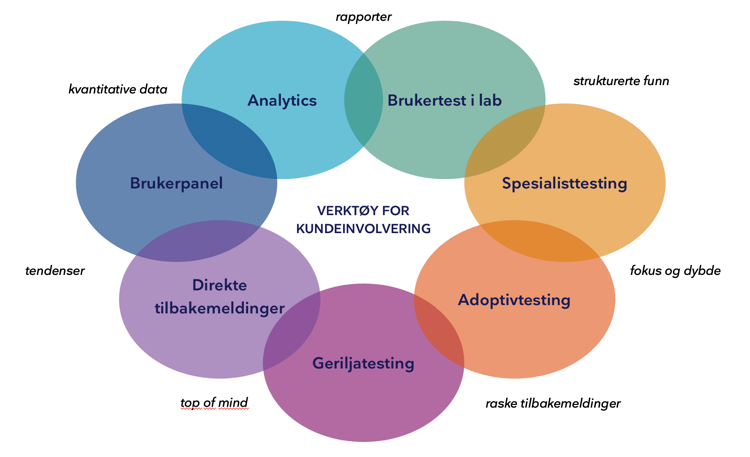 rapporter
kvantitative data
strukturerte funn
Analytics
Brukertest i lab
Brukerpanel
Spesialisttesting
VERKTØY FOR
KUNDEINVOLVERING
tendenser
fokus og dybde
Direkte
tilbakemeldinger
Adoptivtesting
Geriljatesting
top of mind
raske tilbakemeldinger